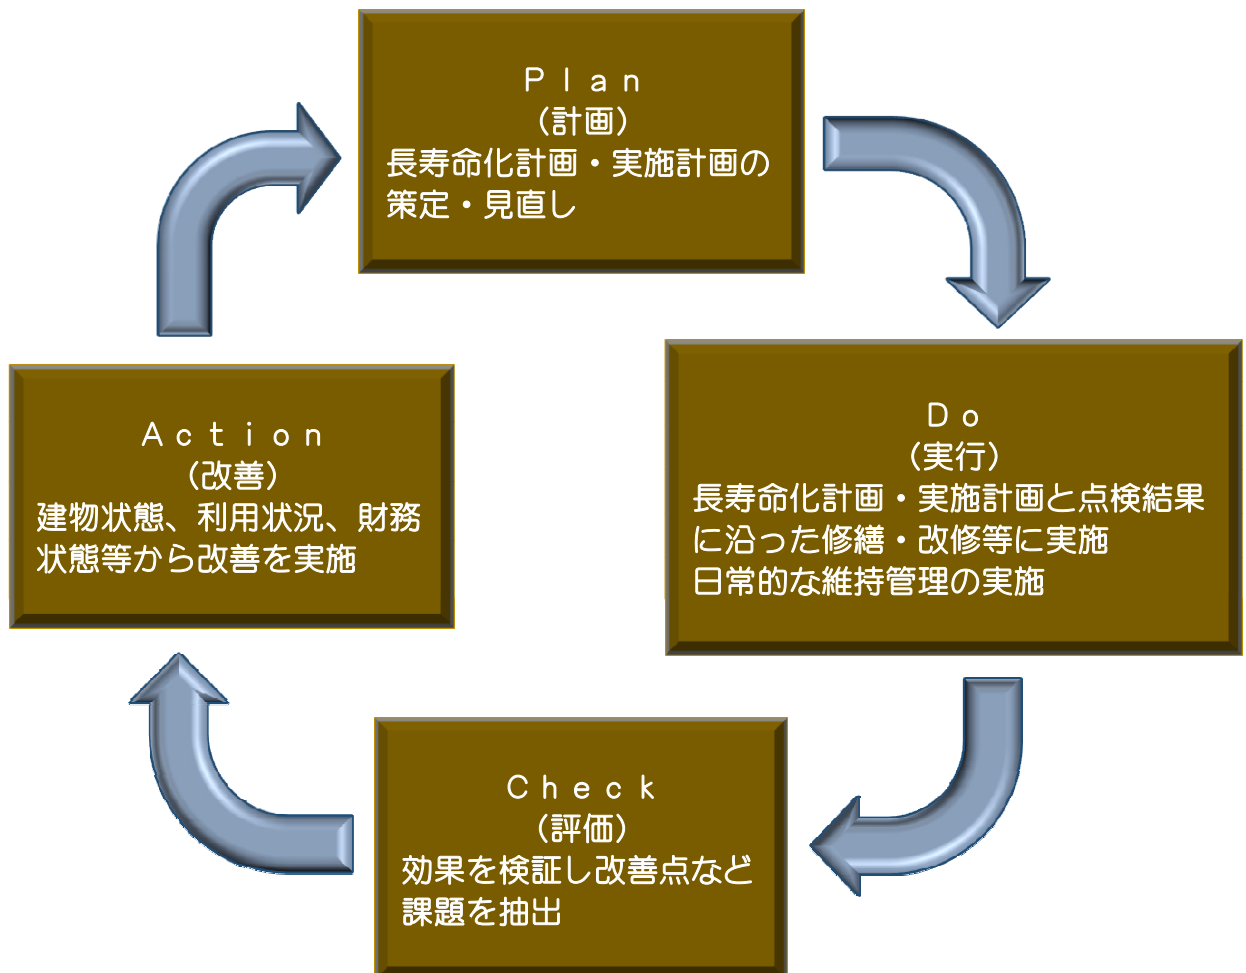 Ｐｌａｎ
（計画）
長寿命化計画・実施計画の
策定・見直し
Ｄｏ
（実行）
長寿命化計画・実施計画と点検結果
に沿った修繕・改修等に実施
日常的な維持管理の実施
Ｃｈｅｃｋ
（評価）
効果を検証し改善点など
課題を抽出
Ａｃｔｉｏｎ
（改善）
建物状態、利用状況、財務
状態等から改善を実施